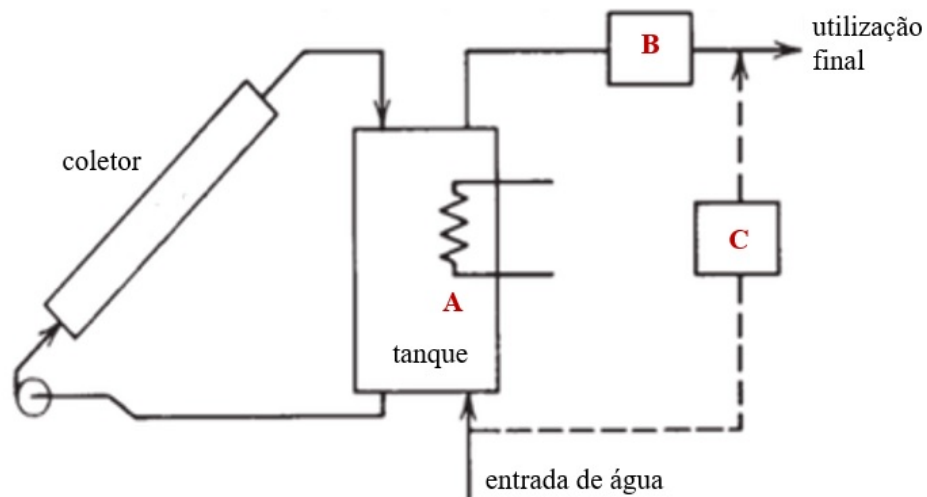 utilização
final
B
coletor
C
A
tanque
entrada de água